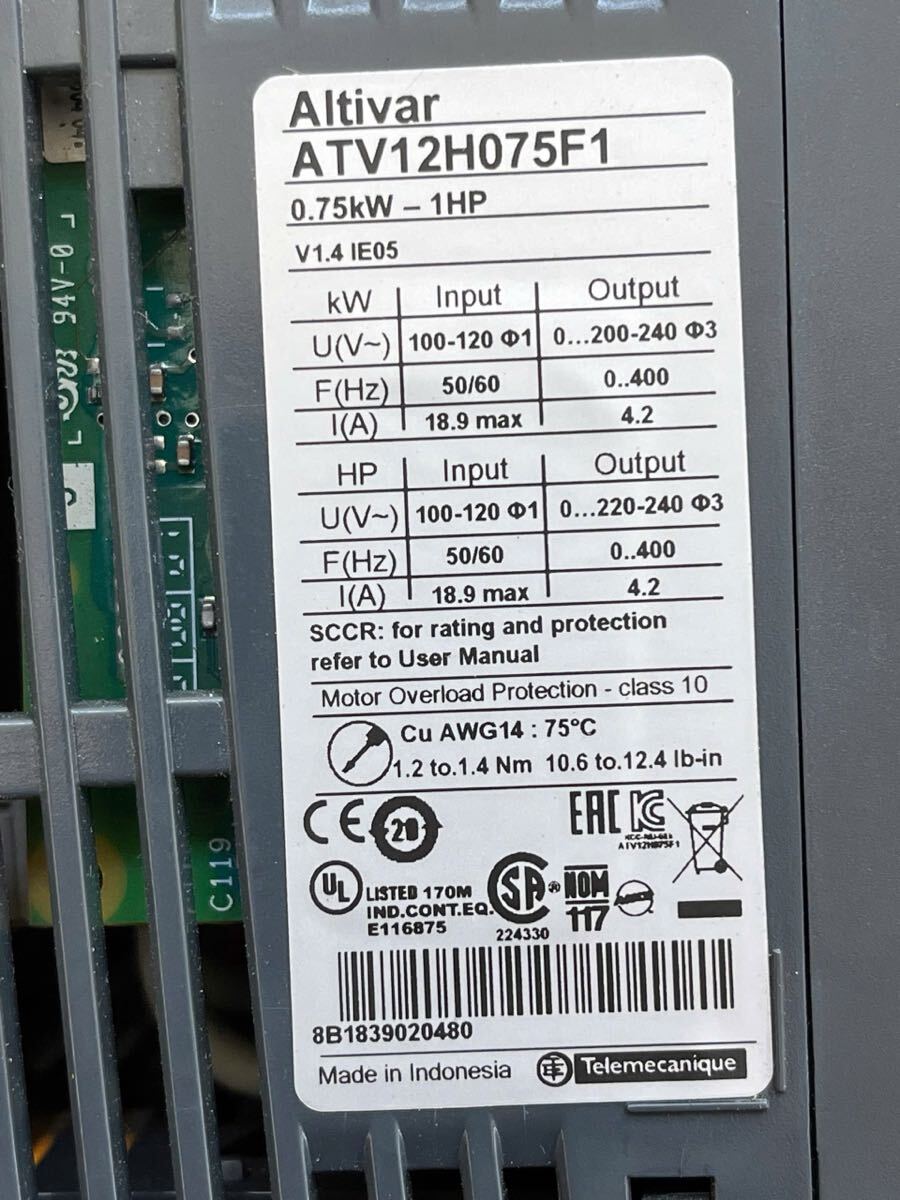 Altivar
ATV12H075F1
0.75kW – 1HP
V1.4 IE05
kW Input Output
U(V~) 100-120 Φ1 0...200-240 Φ3
F(Hz) 50/60 0..400
I(A) 18.9 max 4.2
HP Input Output
U(V~) 100-120 Φ1 0...220-240 Φ3
F(Hz) 50/60 0..400
I(A) 18.9 max 4.2
SCCR: for rating and protection
refer to User Manual
Motor Overload Protection - class 10
Cu AWG14 : 75°C
1.2 to.1.4 Nm 10.6 to.12.4 lb-in
CE 20 EAC
ATV12H075F1
UL LISTED 170M
IND.CONT.EQ.
E116875
SA ®
224330
NOM
117
8B1839020480
Made in Indonesia TE Telemecanique
94V-0
C119